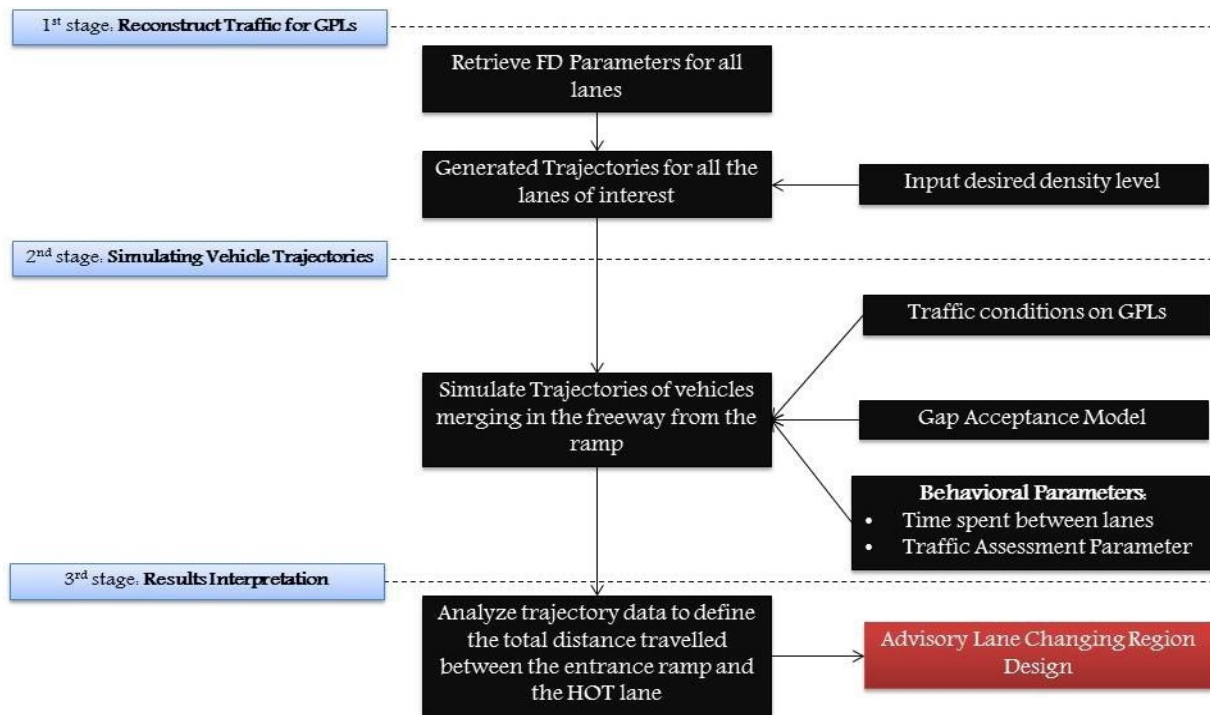 1st stage: Reconstruct Traffic for GPLs
Retrieve FD Parameters for all
lanes
Generated Trajectories for all the
lanes of interest
Input desired density level
2nd stage: Simulating Vehicle Trajectories
Traffic conditions on GPLs
Simulate Trajectories of vehicles
merging in the freeway from the
ramp
Gap Acceptance Model
Behavioral Parameters:
• Time spent between lanes
• Traffic Assessment Parameter
3rd stage: Results Interpretation
Analyze trajectory data to define
the total distance travelled
between the entrance ramp and
the HOT lane
Advisory Lane Changing Region
Design